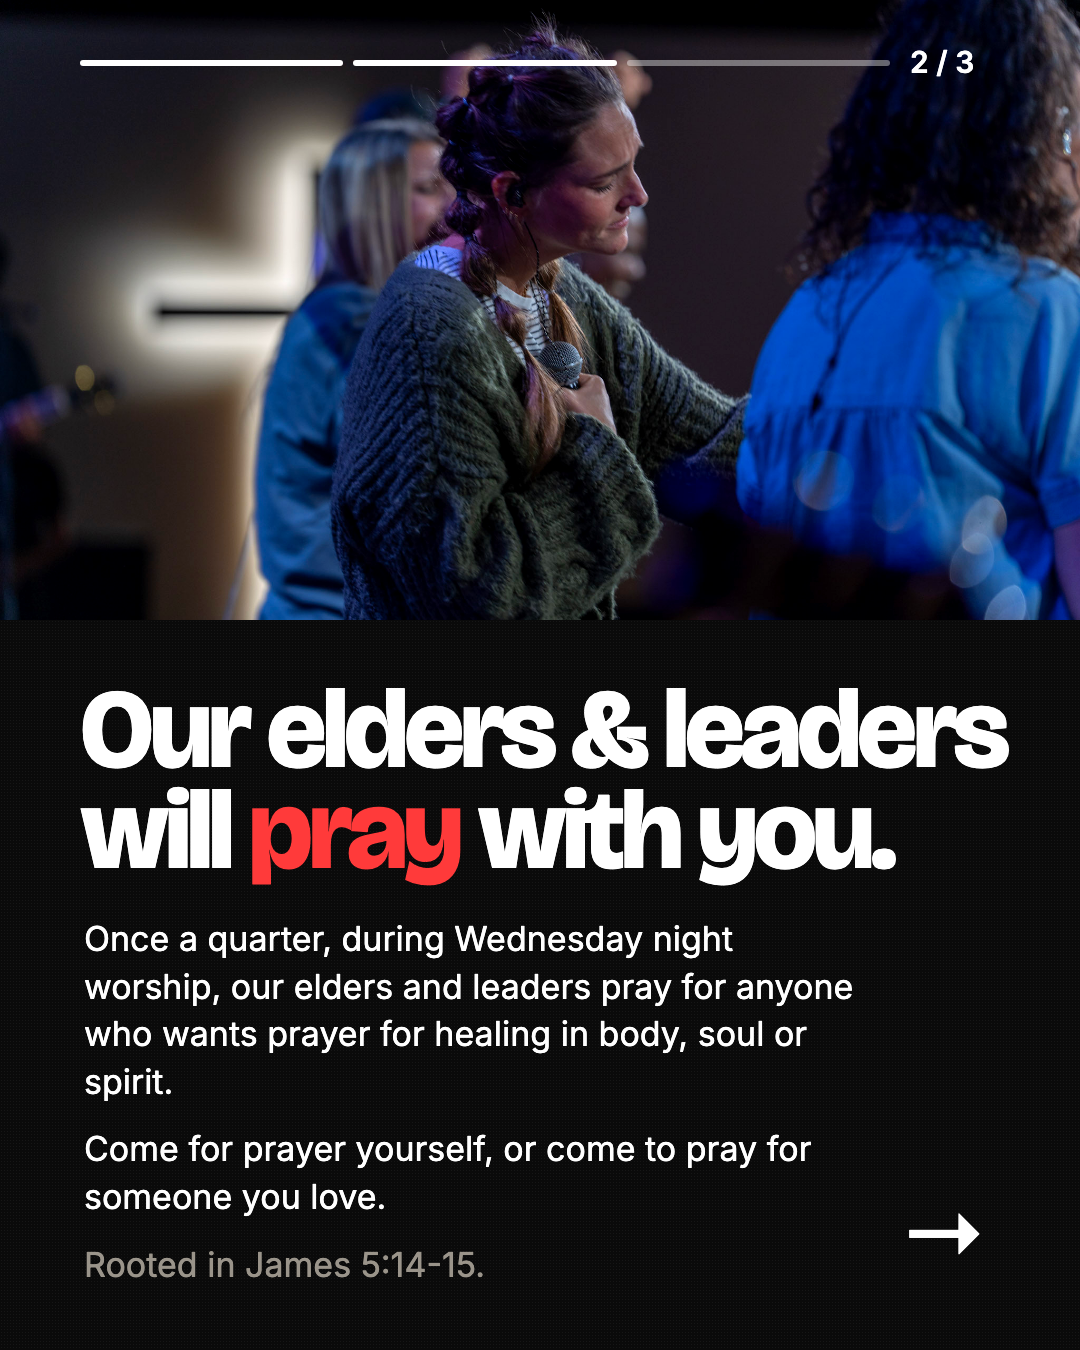 2 / 3
Our elders & leaders
will pray with you.
Once a quarter, during Wednesday night
worship, our elders and leaders pray for anyone
who wants prayer for healing in body, soul or
spirit.
Come for prayer yourself, or come to pray for
someone you love.
Rooted in James 5:14-15.